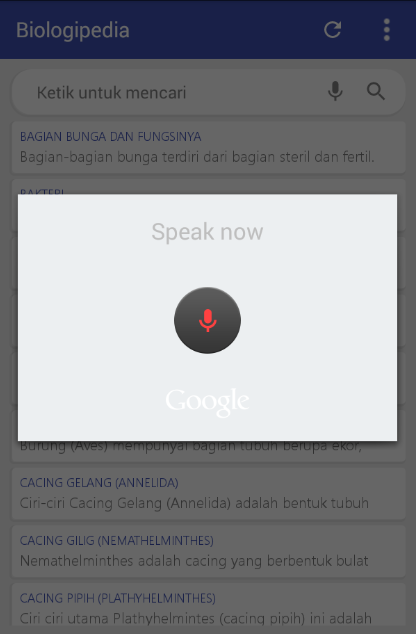 Biologipedia
Ketik untuk mencari
BAGIAN BUNGA DAN FUNGSINYA
Bagian-bagian bunga terdiri dari bagian steril dan fertil.
BAKTERI
Speak now
Google
Burung (Aves) mempunyai bagian tubuh berupa ekor,
CACING GELANG (ANNELIDA)
Ciri-ciri Cacing Gelang (Annelida) adalah bentuk tubuh
CACING GILIG (NEMATHELMINTHES)
Nemathelminthes adalah cacing yang berbentuk bulat
CACING PIPIH (PLATHYHELMINTHES)
Ciri ciri utama Plathyhelmintes (cacing pipih) ini adalah